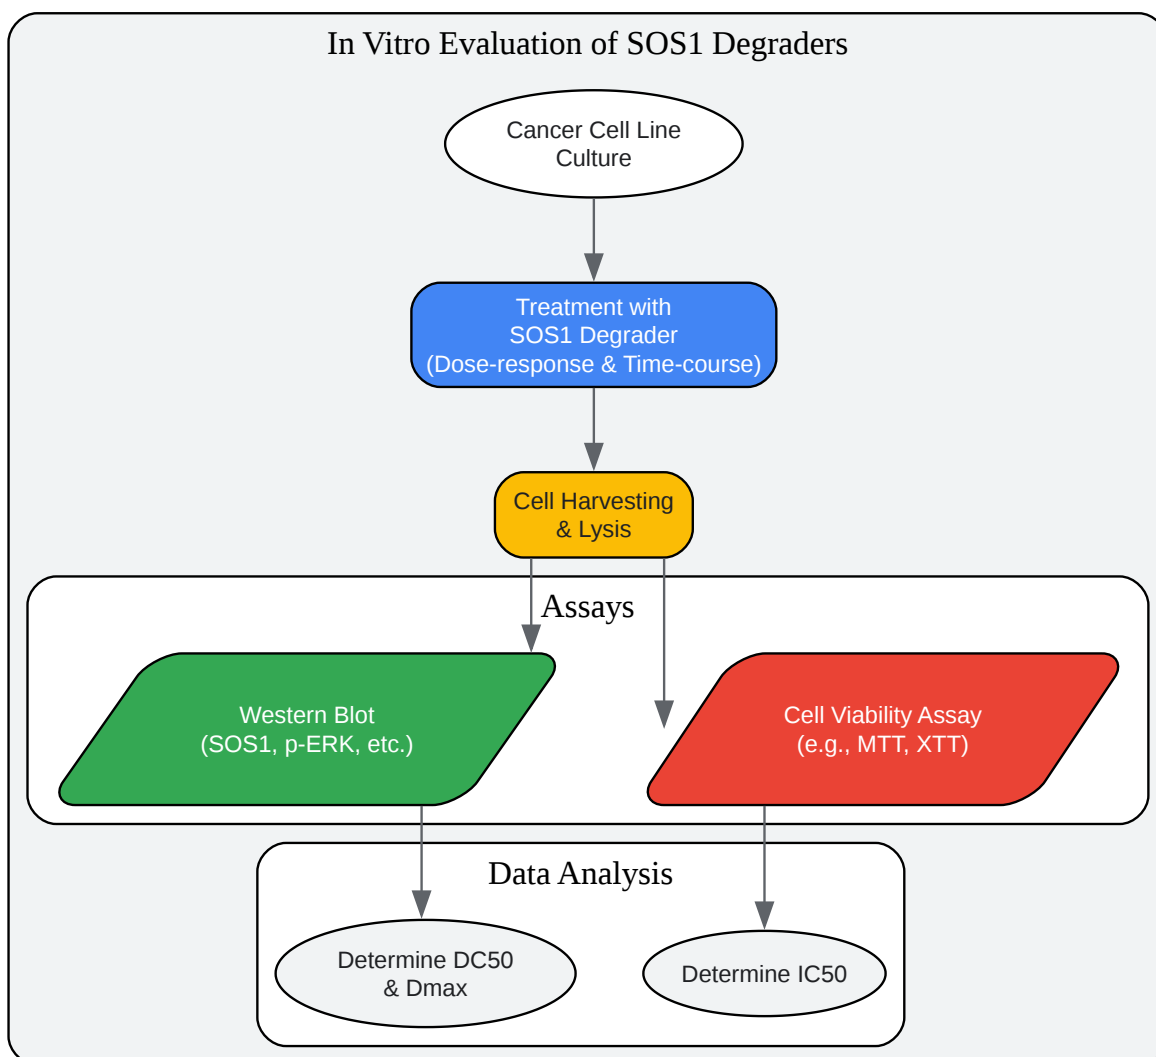 In Vitro Evaluation of SOS1 Degraders
Cancer Cell Line
Culture
Treatment with
SOS1 Degrader
(Dose-response & Time-course)
Cell Harvesting
& Lysis
Assays
Western Blot
(SOS1, p-ERK, etc.)
Cell Viability Assay
(e.g., MTT, XTT)
Data Analysis
Determine DC50
& Dmax
Determine IC50